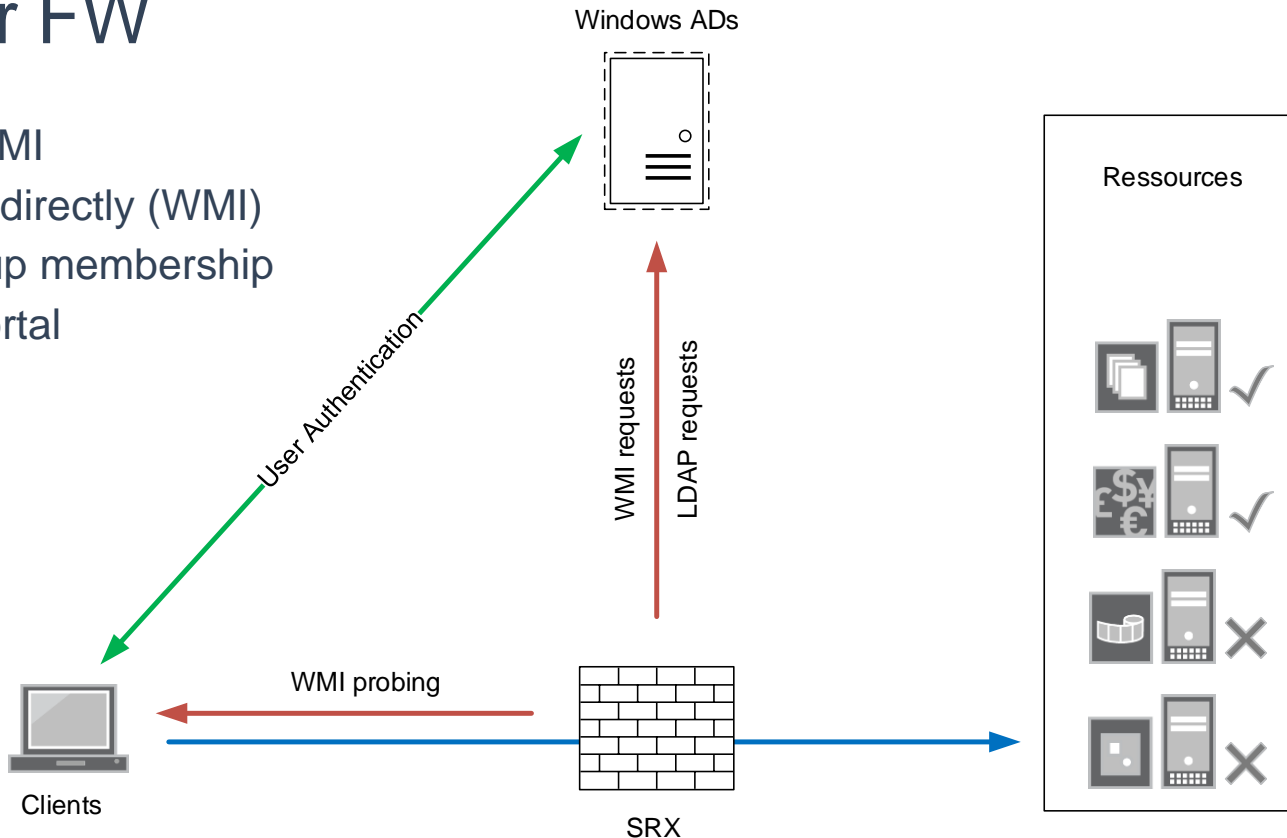 r FW
MI
directly (WMI)
up membership
rtal
Windows ADs
Ressources
User Authentication
WMI requests
LDAP requests
£$¥€
WMI probing
Clients
SRX